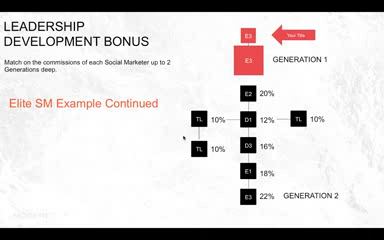 LEADERSHIP
DEVELOPMENT BONUS
Match on the commissions of each Social Marketer up to 2
Generations deep.
Elite SM Example Continued
E3
Your Title
E3
GENERATION 1
E2 20%
TL 10%
D1 12%
TL 10%
TL 10%
D3 16%
E1 18%
E3 22%
GENERATION 2